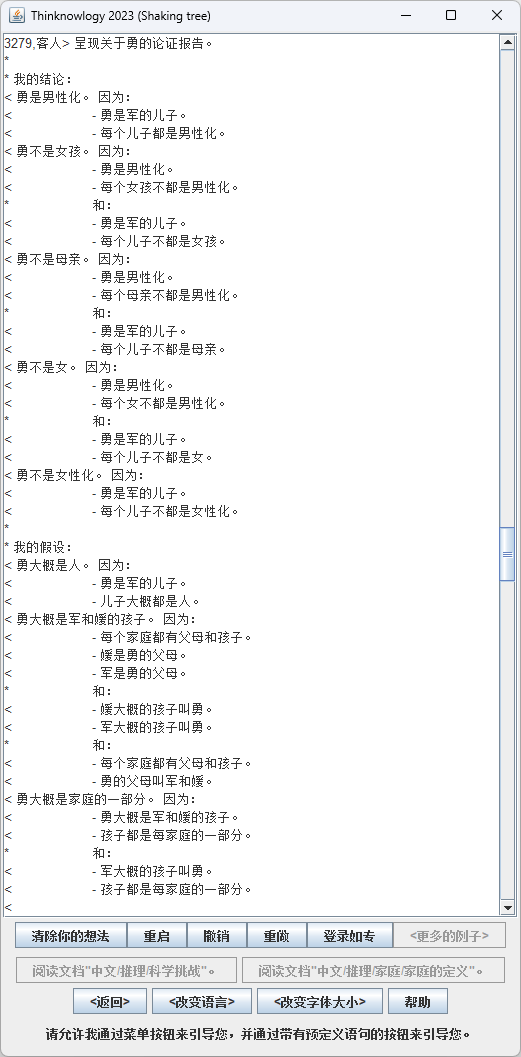 Thinknowlogy 2023 (Shaking tree)
3279,客人> 呈现关于勇的论证报告。
*
* 我的结论:
< 勇是男性化。 因为:
< - 勇是军的儿子。
< - 每个儿子都是男性化。
< 勇不是女孩。 因为:
< - 勇是男性化。
< - 每个女孩不都是男性化。
* 和:
< - 勇是军的儿子。
< - 每个儿子不都是女孩。
< 勇不是母亲。 因为:
< - 勇是男性化。
< - 每个母亲不都是男性化。
* 和:
< - 勇是军的儿子。
< - 每个儿子不都是母亲。
< 勇不是女。 因为:
< - 勇是男性化。
< - 每个女不都是男性化。
* 和:
< - 勇是军的儿子。
< - 每个儿子不都是女。
< 勇不是女性化。 因为:
< - 勇是军的儿子。
< - 每个儿子不都是女性化。
*
* 我的假设:
< 勇大概是人。 因为:
< - 勇是军的儿子。
< - 儿子大概都是人。
< 勇大概是军和媛的孩子。 因为:
< - 每个家庭都有父母和孩子。
< - 媛是勇的父母。
< - 军是勇的父母。
* 和:
< - 媛大概的孩子叫勇。
< - 军大概的孩子叫勇。
* 和:
< - 每个家庭都有父母和孩子。
< - 勇的父母叫军和媛。
< 勇大概是家庭的一部分。 因为:
< - 勇大概是军和媛的孩子。
< - 孩子都是每家庭的一部分。
* 和:
< - 军大概的孩子叫勇。
< - 孩子都是每家庭的一部分。
<
清除你的想法 重启 撤销 重做 登录如专 <更多的例子>
阅读文档"中文/推理/科学挑战"。 阅读文档"中文/推理/家庭/家庭的定义"。
<返回> <改变语言> <改变字体大小> 帮助
请允许我通过菜单按钮来引导您，并通过带有预定义语句的按钮来引导您。